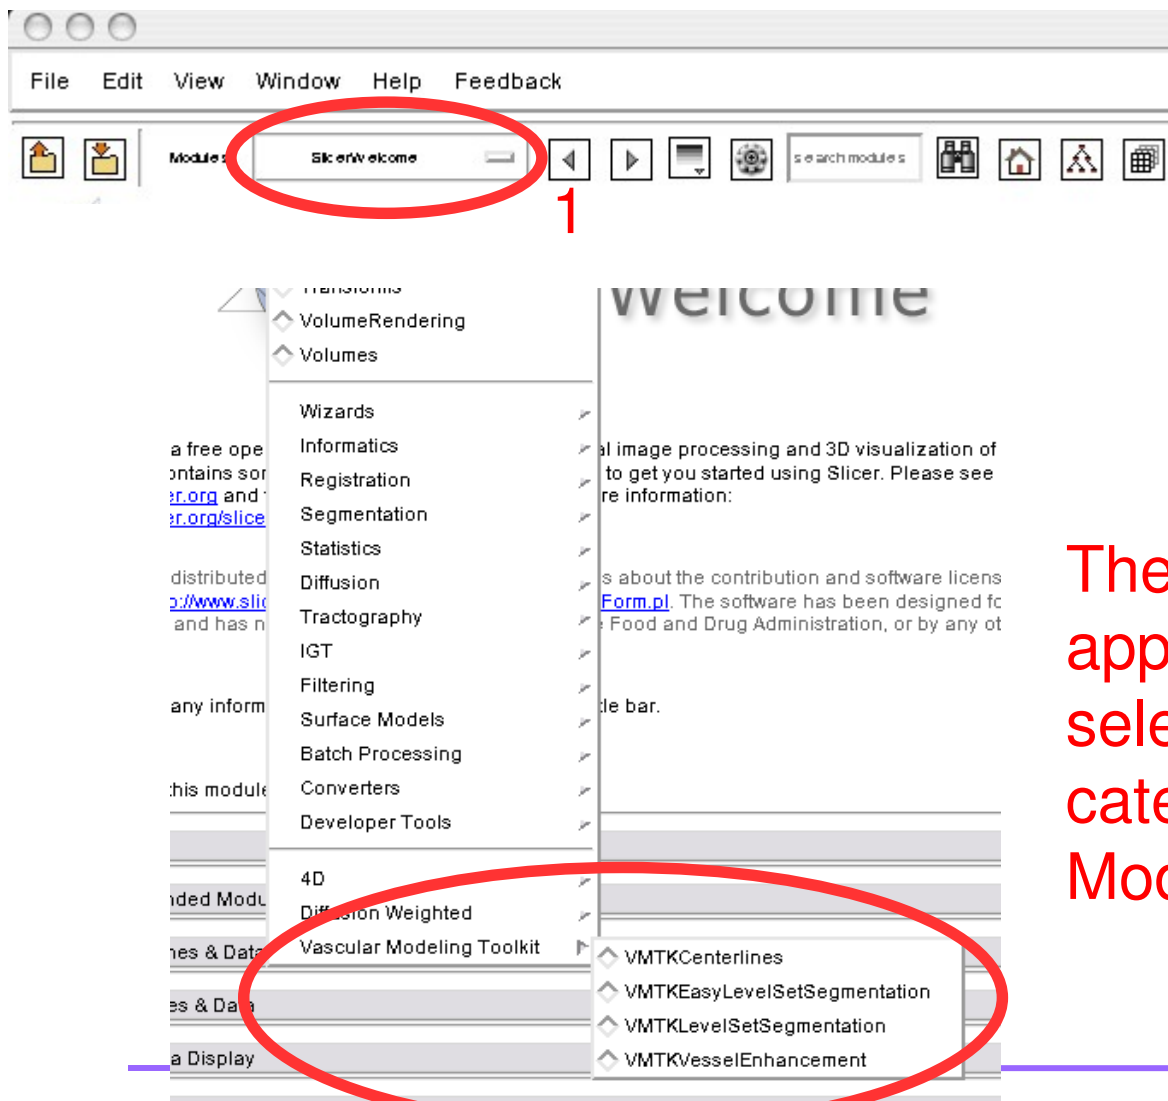 File Edit View Window Help Feedback
Modules SlicerWelcome search modules
1
Transforms
Welcome
VolumeRendering
Volumes
Wizards
Informatics
Registration
Segmentation
Statistics
Diffusion
Tractography
IGT
Filtering
Surface Models
Batch Processing
Converters
Developer Tools
4D
Diffusion Weighted
Vascular Modeling Toolkit
VMTKCenterlines
VMTKEasyLevelSetSegmentation
VMTKLevelSetSegmentation
VMTKVesselEnhancement
a free ope
ontains sor
er.org and
er.org/slice
distributed
p://www.slic
and has n
any inform
this module
nded Modu
nes & Data
es & Data
a Display
al image processing and 3D visualization of
to get you started using Slicer. Please see
re information:
s about the contribution and software licens
Form.pl. The software has been designed fo
Food and Drug Administration, or by any ot
tle bar.
The
app
sele
cate
Mod